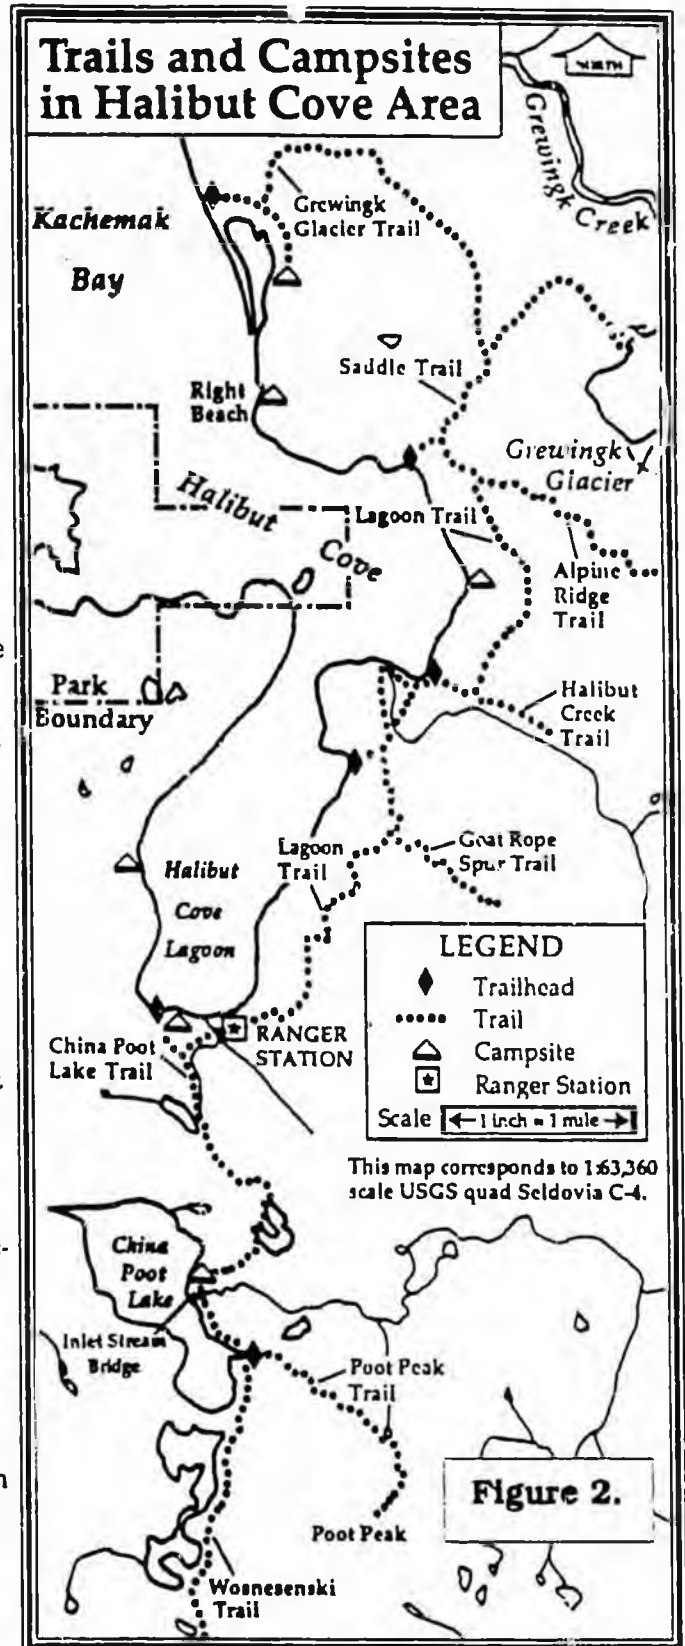 Trails and Campsites
in Halibut Cove Area
NORTH
Grewingk Creek
Grewingk
Glacier Trail
Kachemak
Bay
Saddle Trail
Right
Beach
Grewingk
Glacier
Halibut
Cove
Lagoon Trail
Alpine
Ridge
Trail
Park
Boundary
Halibut
Creek
Trail
Lagoon
Trail
Goat Rope
Spur Trail
Halibut
Cove
Lagoon
LEGEND
Trailhead
Trail
Campsite
Ranger Station
Scale 1 inch = 1 mile
RANGER
STATION
China Poot
Lake Trail
This map corresponds to 1:63,360
scale USGS quad Seldovia C-4.
China
Poot
Lake
Inlet Stream
Bridge
Poot Peak
Trail
Figure 2.
Poot Peak
Wosnesenski
Trail